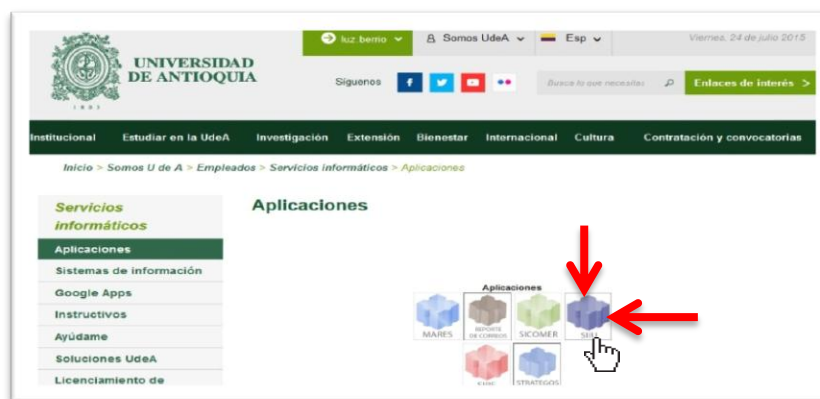 luz.berrio
Somos UdeA
Esp
Viernes, 24 de julio 2015
UNIVERSIDAD
DE ANTIOQUIA
1803
Síguenos
Busca lo que necesitas
Enlaces de interés >
Institucional Estudiar en la UdeA Investigación Extensión Bienestar Internacional Cultura Contratación y convocatorias
Inicio > Somos U de A > Empleados > Servicios informáticos > Aplicaciones
Servicios
informáticos
Aplicaciones
Sistemas de información
Google Apps
Instructivos
Ayúdame
Soluciones UdeA
Licenciamiento de
Aplicaciones
Aplicaciones
MARES
REPORTE
DE CORREOS
SICOMER
SIIU
STRATEGOS